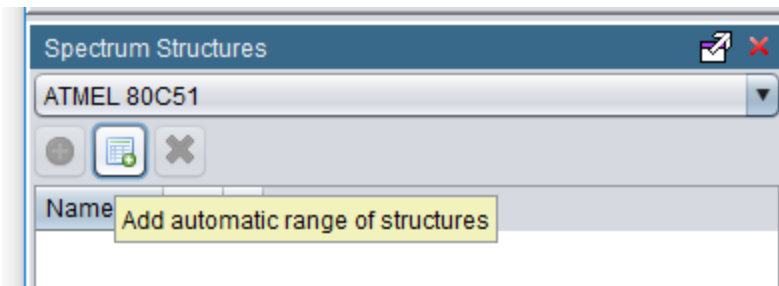 Spectrum Structures
ATMEL 80C51
Name
Add automatic range of structures